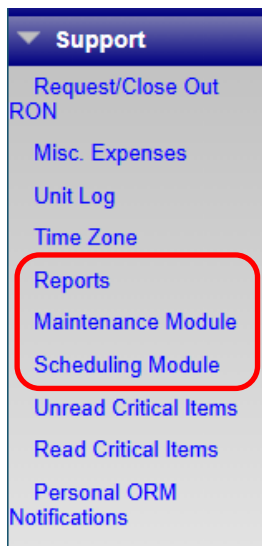 Support
Request/Close Out
RON
Misc. Expenses
Unit Log
Time Zone
Reports
Maintenance Module
Scheduling Module
Unread Critical Items
Read Critical Items
Personal ORM
Notifications